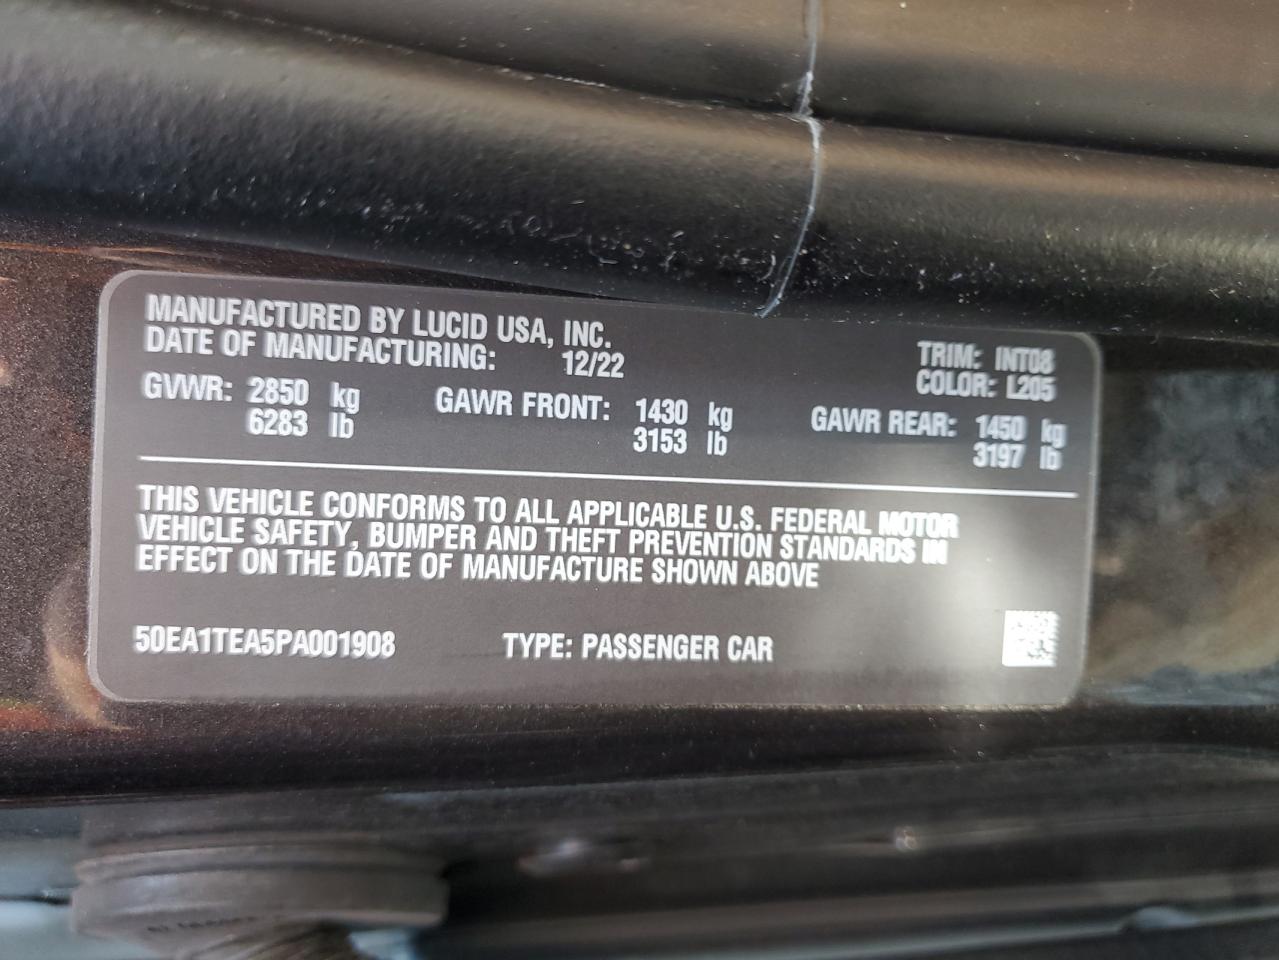 MANUFACTURED BY LUCID USA, INC.
DATE OF MANUFACTURING: 12/22
TRIM: INT08
COLOR: L205
GVWR: 2850 kg
6283 lb
GAWR FRONT: 1430 kg
3153 lb
GAWR REAR: 1450 kg
3197 lb
THIS VEHICLE CONFORMS TO ALL APPLICABLE U.S. FEDERAL MOTOR
VEHICLE SAFETY, BUMPER AND THEFT PREVENTION STANDARDS IN
EFFECT ON THE DATE OF MANUFACTURE SHOWN ABOVE
50EA1TEA5PA001908 TYPE: PASSENGER CAR